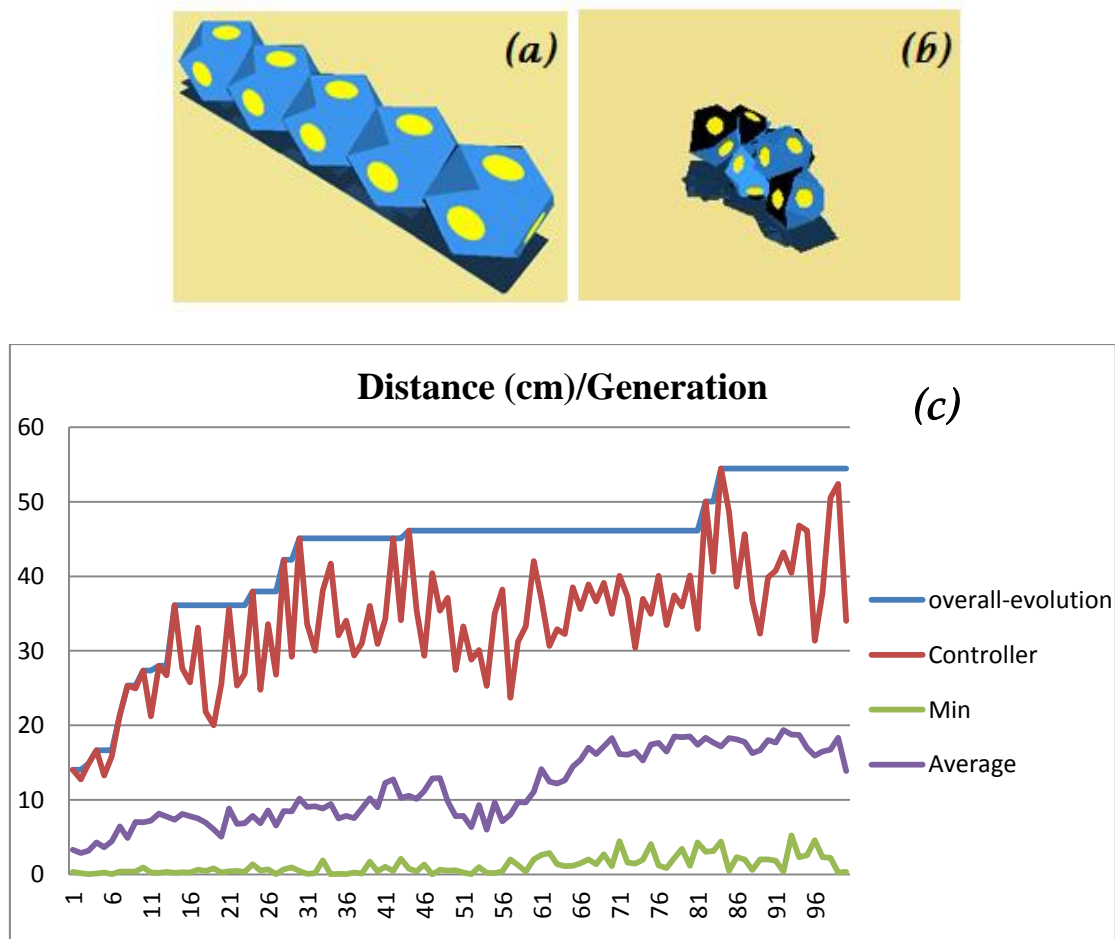 (a)
(b)
Distance (cm)/Generation
(c)
60
50
40
30
20
10
0
overall-evolution
Controller
Min
Average
1 6 11 16 21 26 31 36 41 46 51 56 61 66 71 76 81 86 91 96